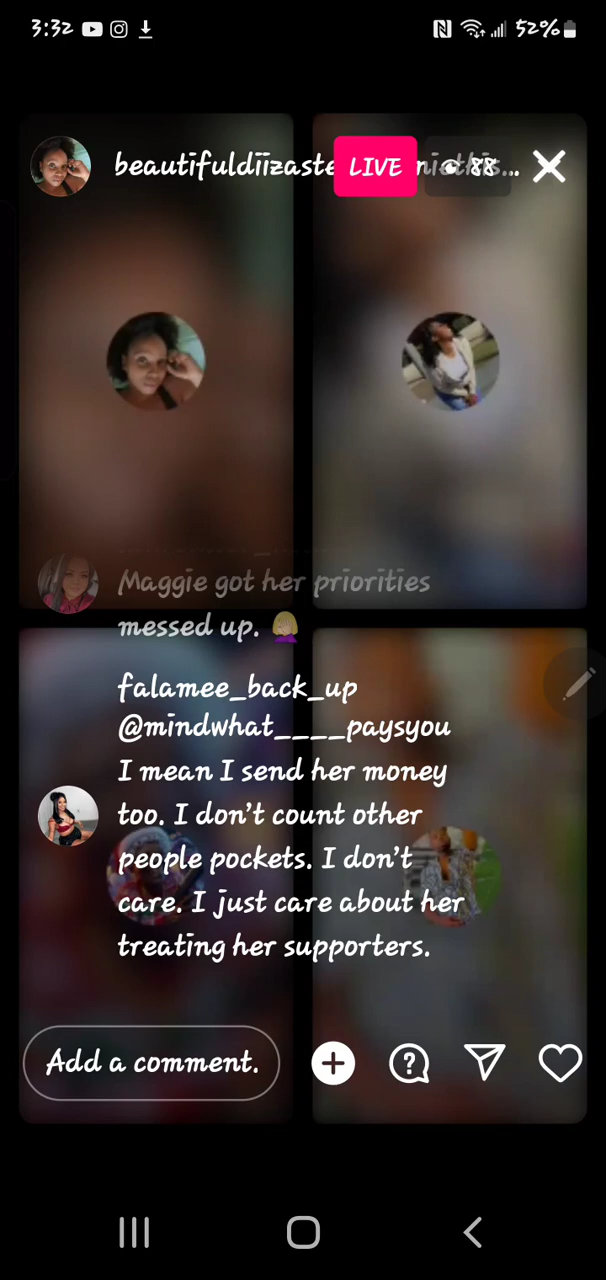 3:32
52%
beautifuldiizaste
LIVE
88
Maggie got her priorities
messed up. 🤦🏼‍♀️
falamee_back_up
@mindwhat____paysyou
I mean I send her money
too. I don't count other
people pockets. I don't
care. I just care about her
treating her supporters.
Add a comment.